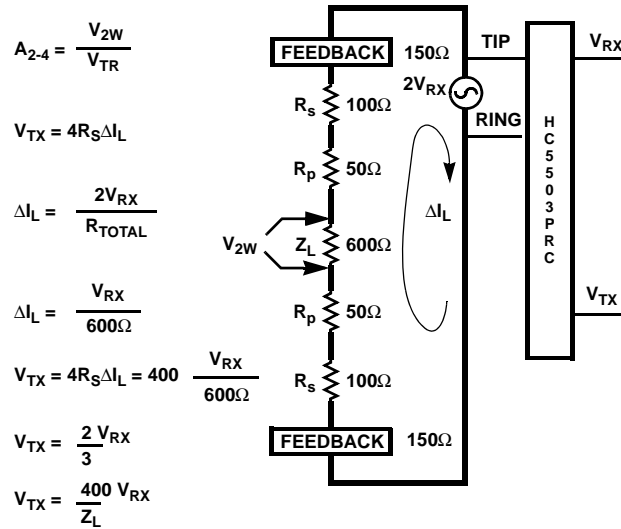 A2-4 = V2W / VTR
VTX = 4RSΔIL
ΔIL = 2VRX / RTOTAL
ΔIL = VRX / 600Ω
VTX = 4RSΔIL = 400 VRX / 600Ω
VTX = 2/3 VRX
VTX = 400 VRX / ZL
FEEDBACK 150Ω
Rs 100Ω
Rp 50Ω
V2W ZL 600Ω
Rp 50Ω
Rs 100Ω
FEEDBACK 150Ω
2VRX
ΔIL
TIP
RING
HC5503PRC
VRX
VTX